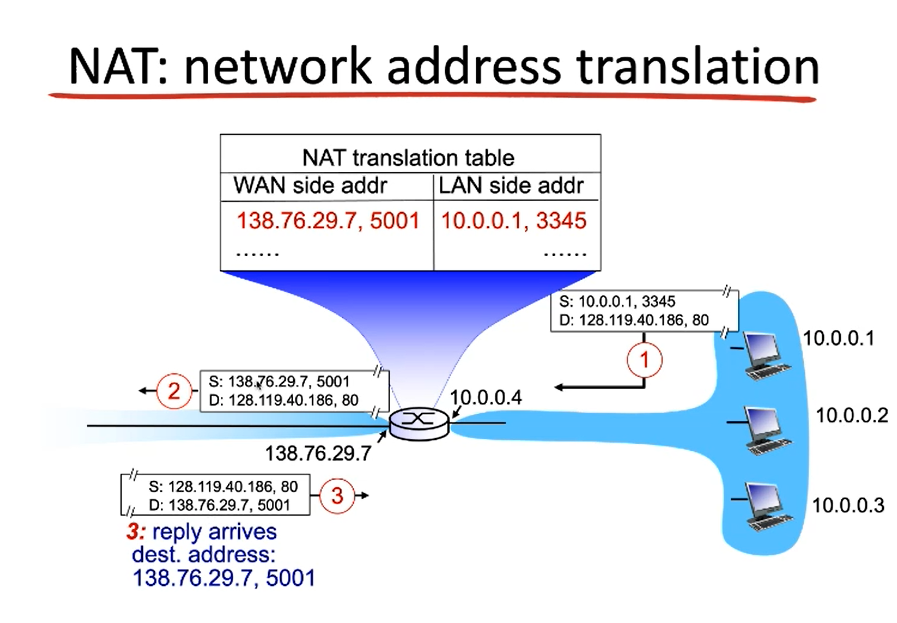 NAT: network address translation
NAT translation table
WAN side addr LAN side addr
138.76.29.7, 5001 10.0.0.1, 3345
...... ......
S: 10.0.0.1, 3345
D: 128.119.40.186, 80
1
10.0.0.1
S: 138.76.29.7, 5001
D: 128.119.40.186, 80
2
10.0.0.4
10.0.0.2
138.76.29.7
S: 128.119.40.186, 80
D: 138.76.29.7, 5001
3
10.0.0.3
3: reply arrives
dest. address:
138.76.29.7, 5001